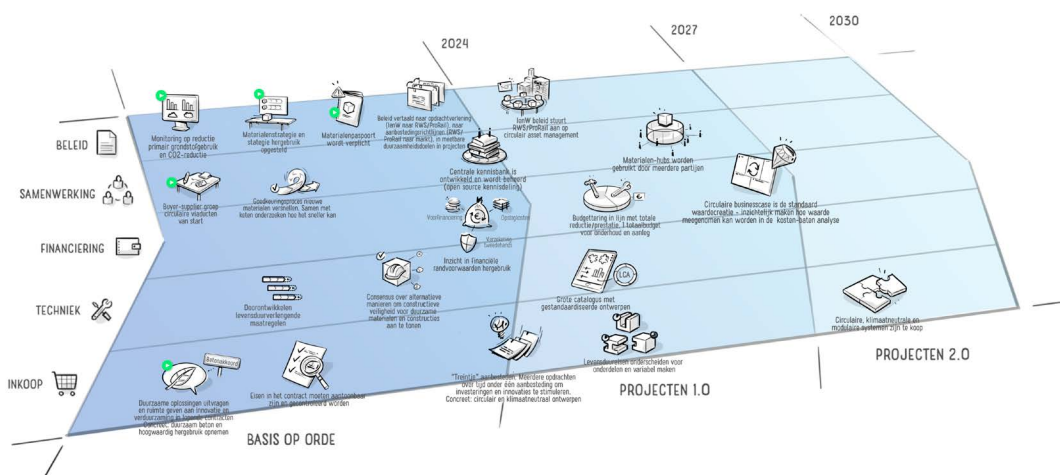 2024
2027
2030
BELEID
Monitoring op reductie
primair grondstofgebruik
en CO2-reductie
Materialenstrategie en
strategie hergebruik
opgesteld
Materialenpaspoort
wordt verplicht
Beleid vertaald naar opdrachtverlening
(IenW naar RWS/ProRail), naar
aanbestedingsrichtlijnen (RWS/
ProRail naar markt), in meetbare
duurzaamheidsdoelen in projecten
IenW beleid stuurt
RWS/ProRail aan op
circulair asset management
Materialen-hubs worden
gebruikt door meerdere partijen
SAMENWERKING
Buyer-supplier groep
circulaire viaducten
van start
Goedkeuringsproces nieuwe
materialen versnellen. Samen met
keten onderzoeken hoe het sneller kan
Centrale kennisbank is
ontwikkeld en wordt beheerd
(open source kennisdeling)
Circulaire businesscase is de standaard
waardecreatie - inzichtelijk maken hoe waarde
meegenomen kan worden in de kosten-baten analyse
FINANCIERING
Voorfinanciering
Opslagkosten
Inzicht in financiële
randvoorwaarden hergebruik
Budgettering in lijn met totale
reductie/prestatie, 1 totaalbudget
voor onderhoud en aanleg
TECHNIEK
Doorontwikkelen
levensduurverlengende
maatregelen
Consensus over alternatieve
manieren om constructieve
veiligheid voor duurzame
materialen en constructies
aan te tonen
LCA
Grote catalogus met
gestandaardiseerde ontwerpen
Circulaire, klimaatneutrale en
modulaire systemen zijn te koop
INKOOP
Betonakkoord
Duurzame oplossingen uitvragen
en ruimte geven aan innovatie en
verduurzaming in lopende contracten
Concreet: duurzaam beton en
hoogwaardig hergebruik opnemen
Eisen in het contract moeten aantoonbaar
zijn en gecontroleerd worden
"Treintje" aanbesteden. Meerdere opdrachten
over tijd onder één aanbesteding om
investeringen en innovaties te stimuleren.
Concreet: circulair en klimaatneutraal ontwerpen
Levensduureisen onderscheiden voor
onderdelen en variabel maken
BASIS OP ORDE
PROJECTEN 1.0
PROJECTEN 2.0